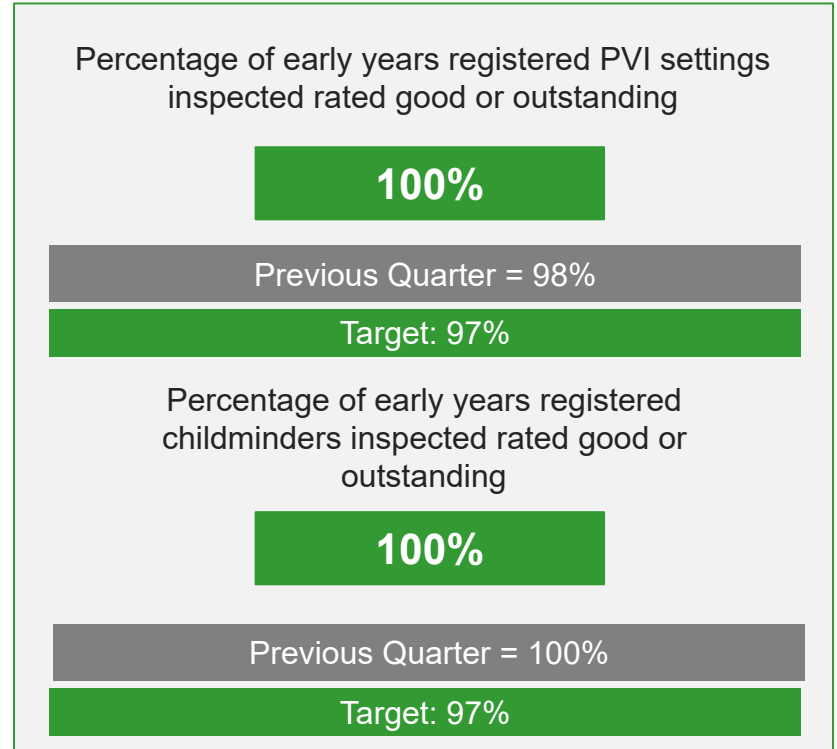 Percentage of early years registered PVI settings
inspected rated good or outstanding
100%
Previous Quarter = 98%
Target: 97%
Percentage of early years registered
childminders inspected rated good or
outstanding
100%
Previous Quarter = 100%
Target: 97%